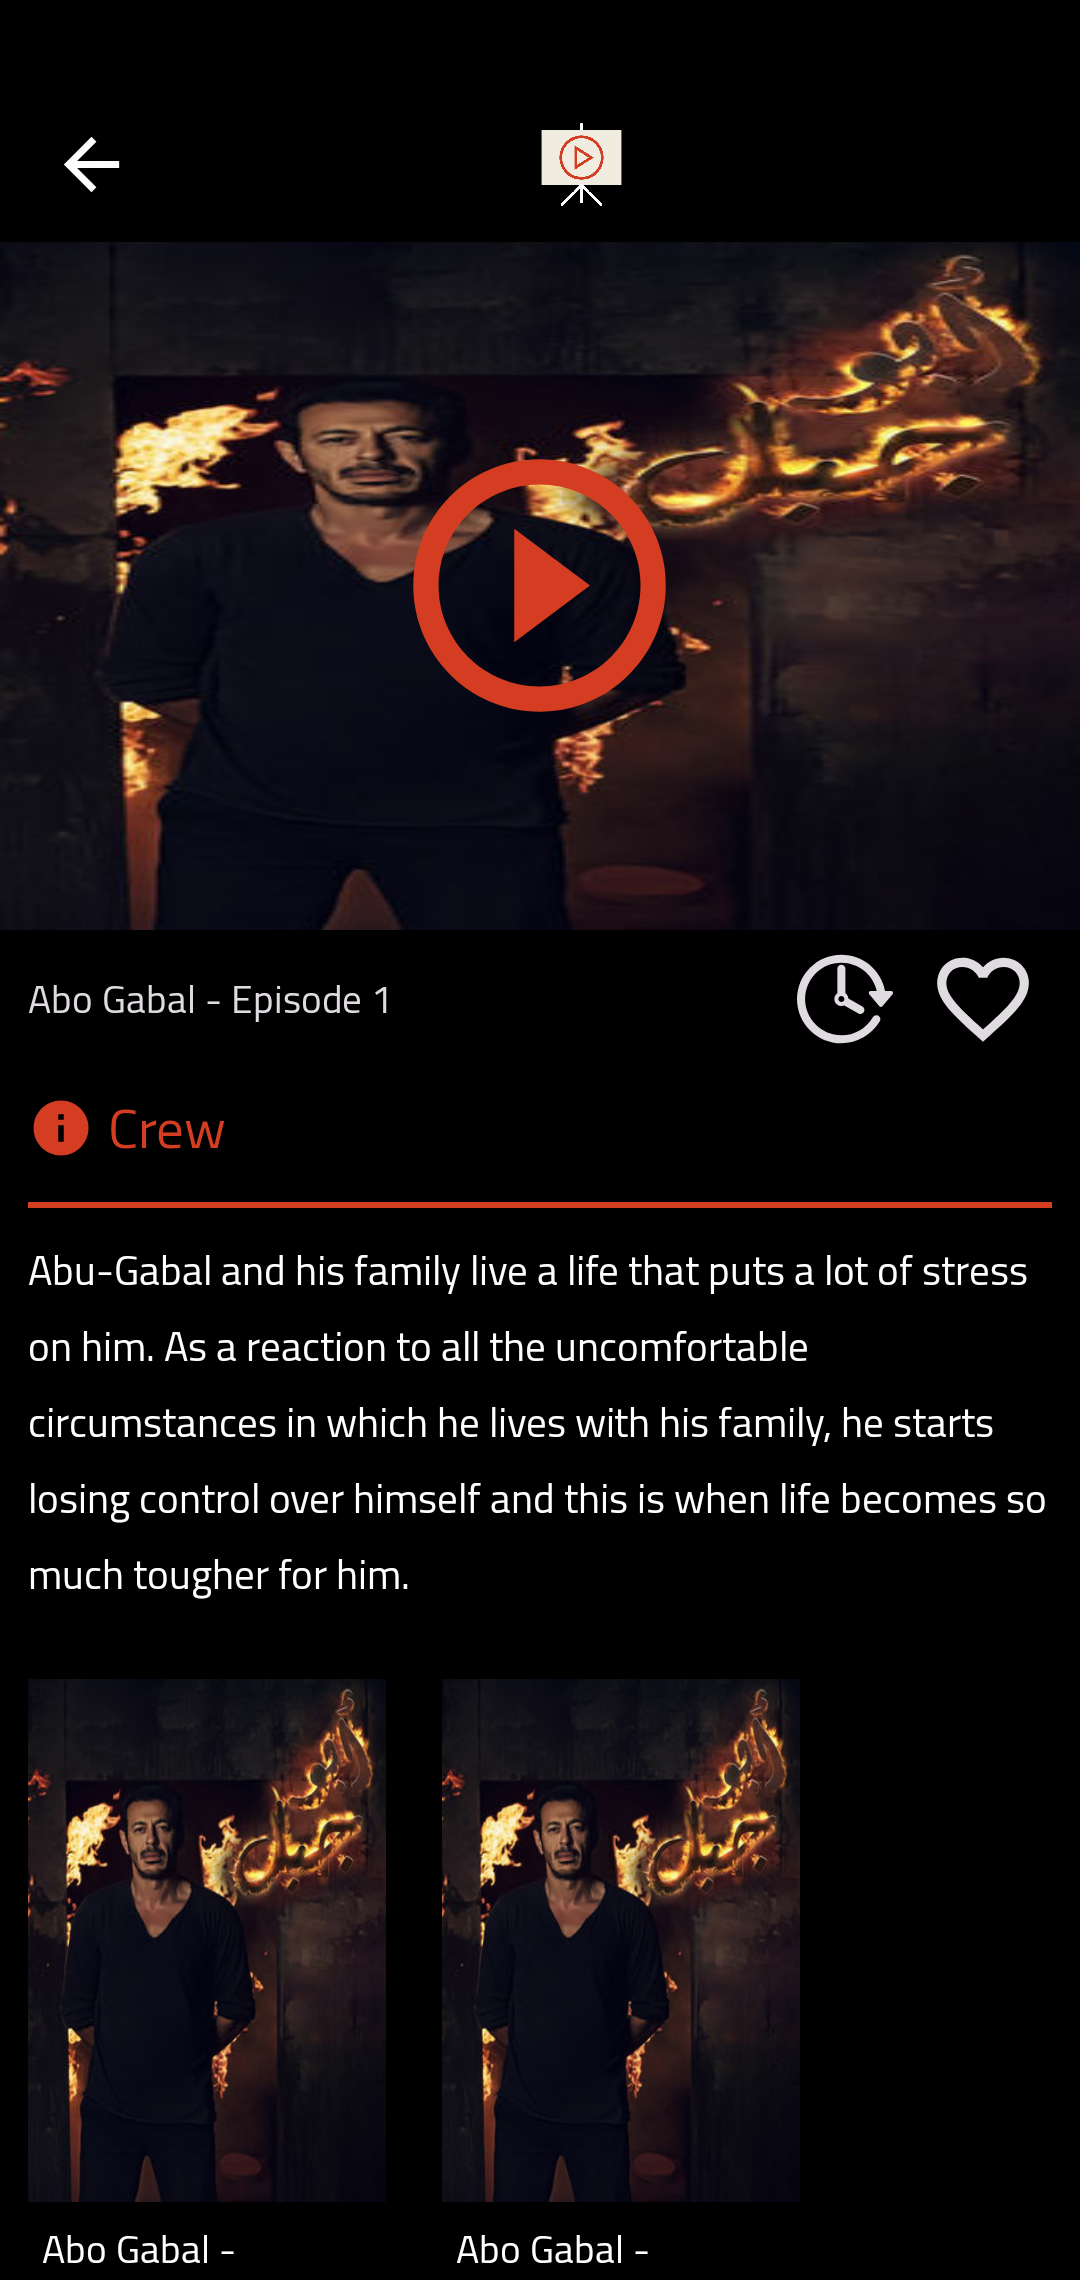 أبو
جبل
Abo Gabal - Episode 1
Crew
Abu-Gabal and his family live a life that puts a lot of stress
on him. As a reaction to all the uncomfortable
circumstances in which he lives with his family, he starts
losing control over himself and this is when life becomes so
much tougher for him.
أبو
جبل
أبو
جبل
Abo Gabal -
Abo Gabal -